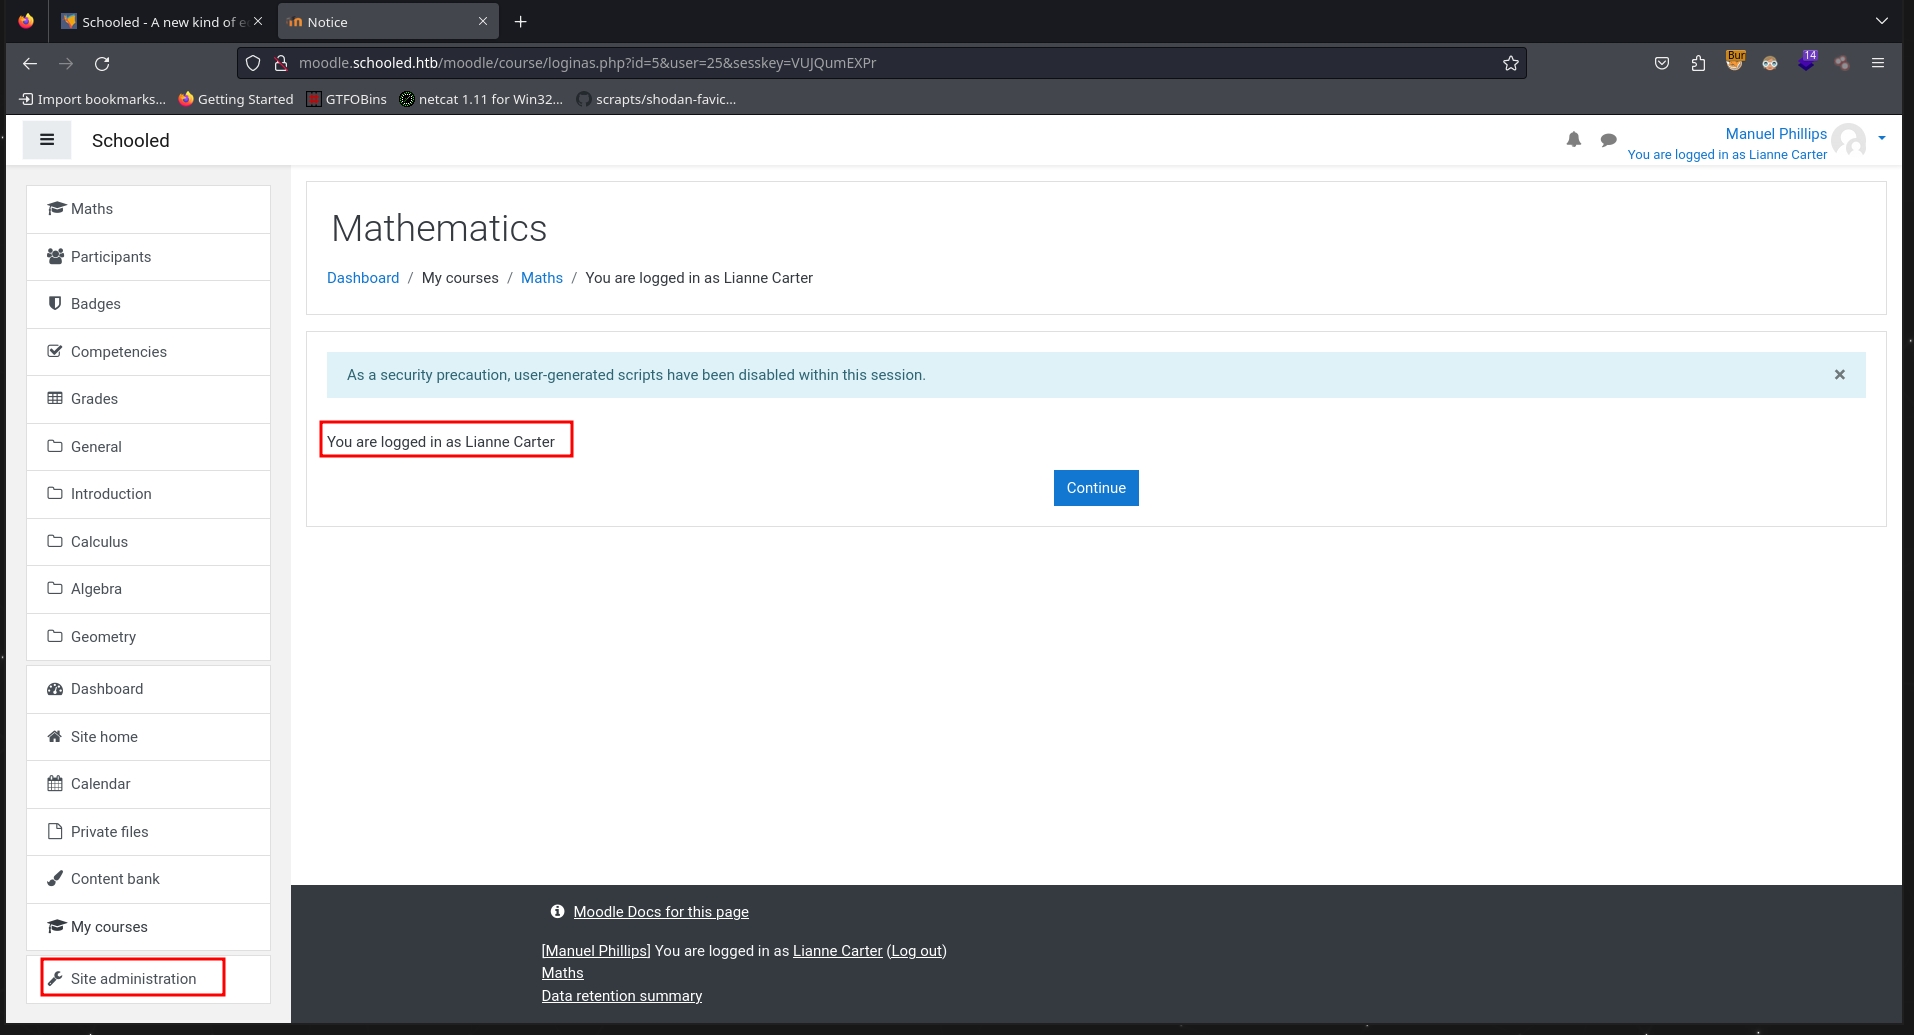 Schooled - A new kind of e
Notice
moodle.schooled.htb/moodle/course/loginas.php?id=5&user=25&sesskey=VUJQumEXPr
Bur
14
Import bookmarks...
Getting Started
GTFOBins
netcat 1.11 for Win32...
scrapts/shodan-favic...
Schooled
Manuel Phillips
You are logged in as Lianne Carter
Maths
Participants
Badges
Competencies
Grades
General
Introduction
Calculus
Algebra
Geometry
Dashboard
Site home
Calendar
Private files
Content bank
My courses
Site administration
Mathematics
Dashboard / My courses / Maths / You are logged in as Lianne Carter
As a security precaution, user-generated scripts have been disabled within this session.
You are logged in as Lianne Carter
Continue
Moodle Docs for this page
[Manuel Phillips] You are logged in as Lianne Carter (Log out)
Maths
Data retention summary